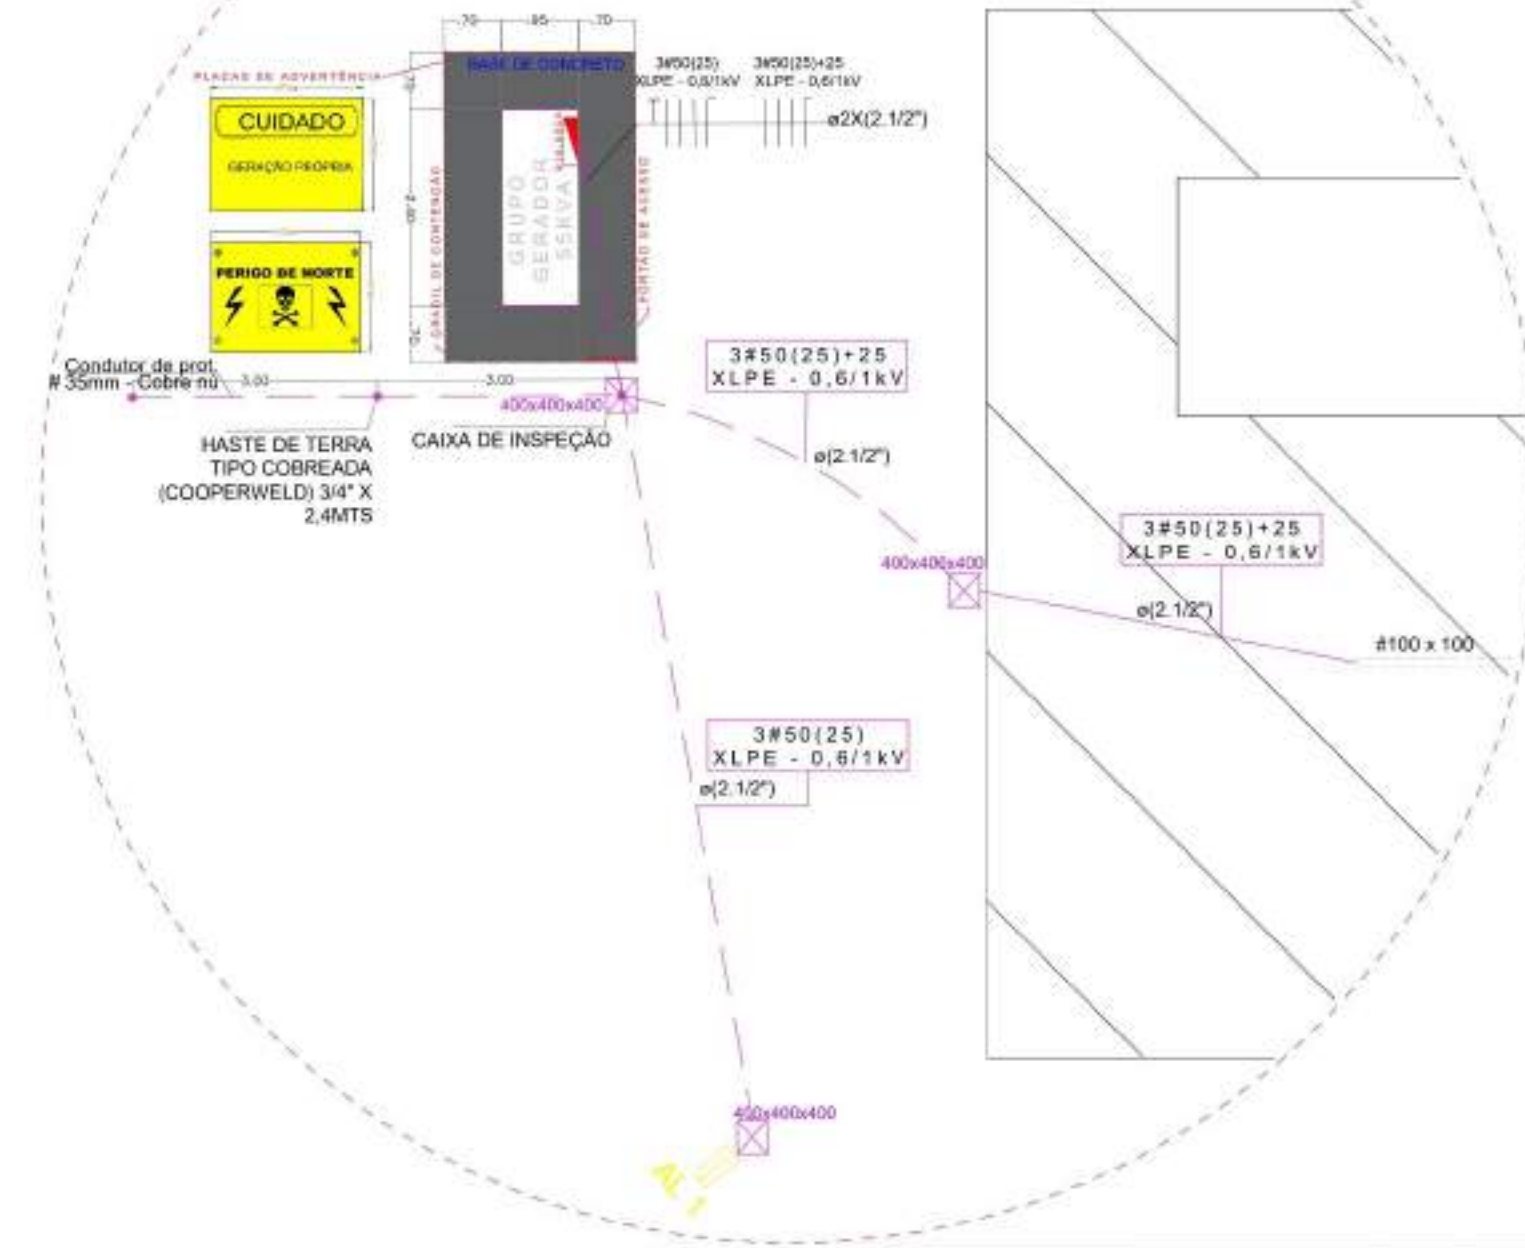 .70
.95
.70
PLACAS DE ADVERTÊNCIA
BASE DE CONCRETO
3#50(25)
XLPE - 0,6/1kV
3#50(25)+25
XLPE - 0,6/1kV
ø2X(2.1/2")
CUIDADO
GERAÇÃO PRÓPRIA
.70
GRADIL DE CONTENÇÃO
GRUPO
GERADOR
55KVA
PORTÃO DE ACESSO
PERIGO DE MORTE
.70
Condutor de prot.
# 35mm - Cobre nú
3.00
3.00
400x400x400
HASTE DE TERRA
TIPO COBREADA
(COOPERWELD) 3/4" X
2,4MTS
CAIXA DE INSPEÇÃO
3#50(25)+25
XLPE - 0,6/1kV
ø(2.1/2")
400x400x400
3#50(25)+25
XLPE - 0,6/1kV
ø(2.1/2")
#100 x 100
3#50(25)
XLPE - 0,6/1kV
ø(2.1/2")
400x400x400